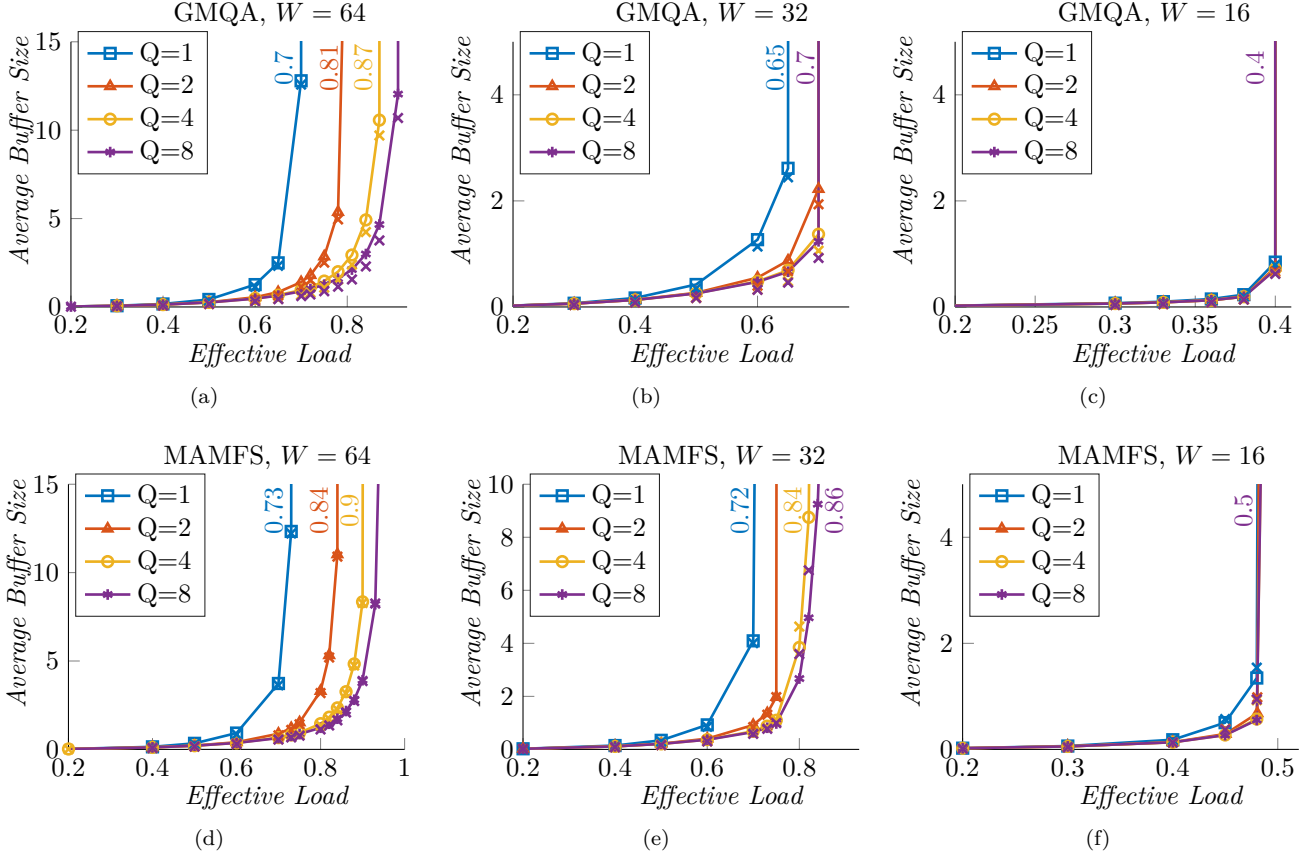 GMQA, W = 64
Average Buffer Size
15
10
5
0
Q=1
Q=2
Q=4
Q=8
0.7
0.81
0.87
0.2
0.4
0.6
0.8
Effective Load
(a)
GMQA, W = 32
Average Buffer Size
4
2
0
Q=1
Q=2
Q=4
Q=8
0.65
0.7
0.2
0.4
0.6
Effective Load
(b)
GMQA, W = 16
Average Buffer Size
4
2
0
Q=1
Q=2
Q=4
Q=8
0.4
0.2
0.25
0.3
0.35
0.4
Effective Load
(c)
MAMFS, W = 64
Average Buffer Size
15
10
5
0
Q=1
Q=2
Q=4
Q=8
0.73
0.84
0.9
0.2
0.4
0.6
0.8
1
Effective Load
(d)
MAMFS, W = 32
Average Buffer Size
10
8
6
4
2
0
Q=1
Q=2
Q=4
Q=8
0.72
0.84
0.86
0.2
0.4
0.6
0.8
Effective Load
(e)
MAMFS, W = 16
Average Buffer Size
4
2
0
Q=1
Q=2
Q=4
Q=8
0.5
0.2
0.3
0.4
0.5
Effective Load
(f)